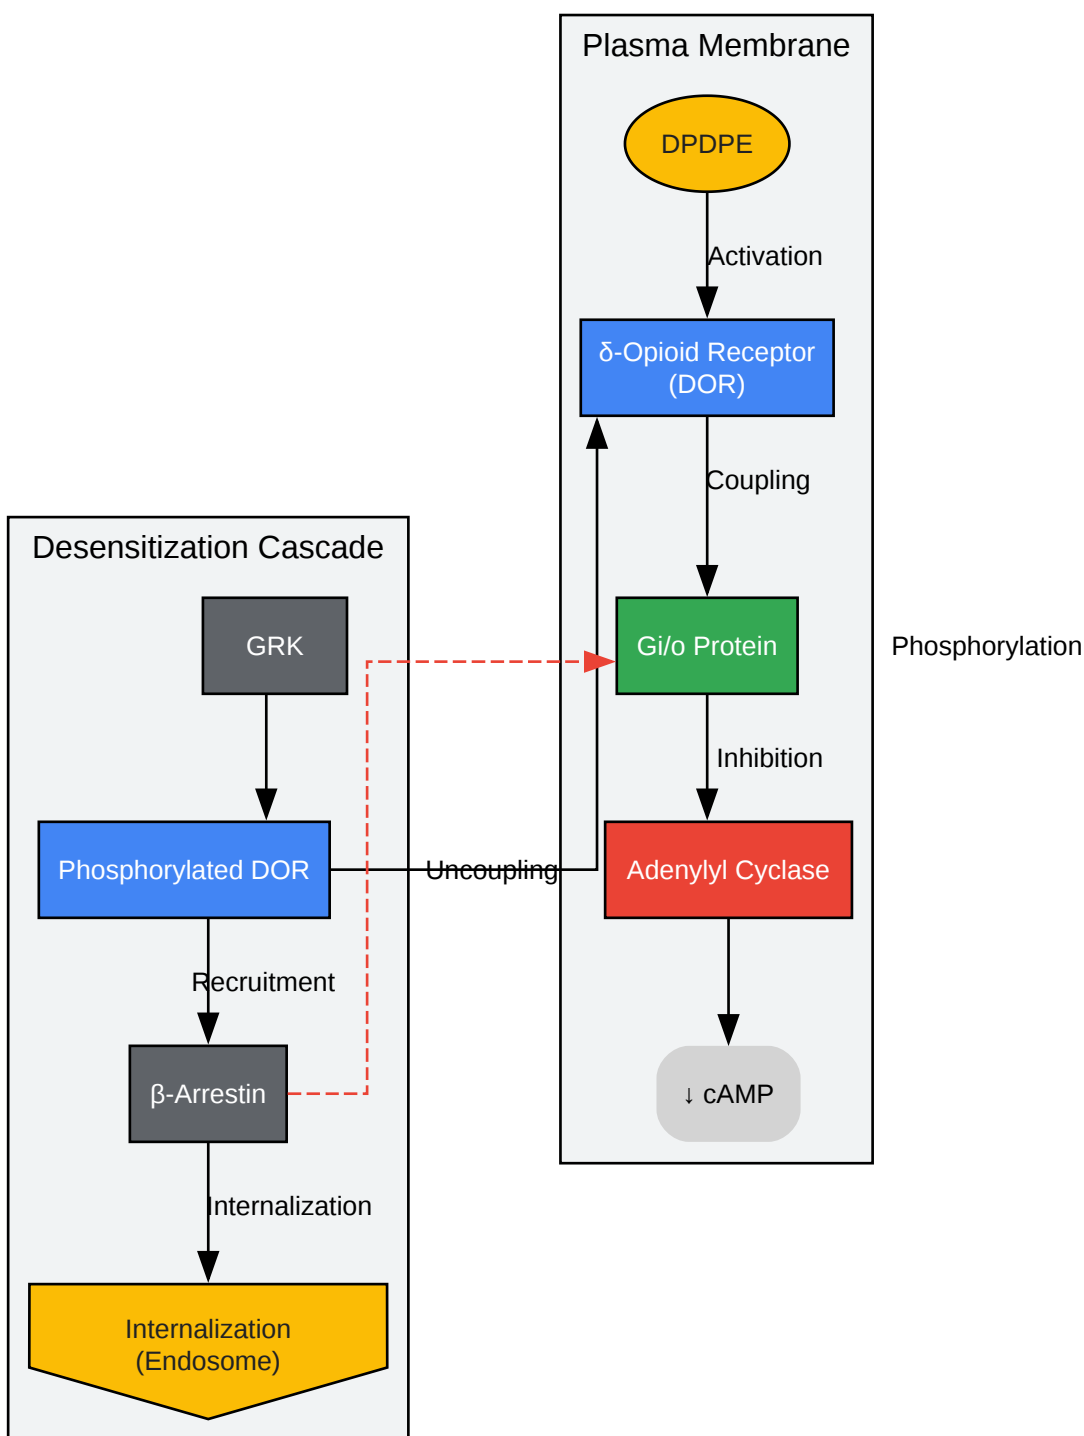 Plasma Membrane
DPDPE
Activation
δ-Opioid Receptor
(DOR)
Coupling
Desensitization Cascade
GRK
Gi/o Protein
Phosphorylation
Inhibition
Phosphorylated DOR
Uncoupling
Adenylyl Cyclase
Recruitment
β-Arrestin
↓ cAMP
Internalization
Internalization
(Endosome)